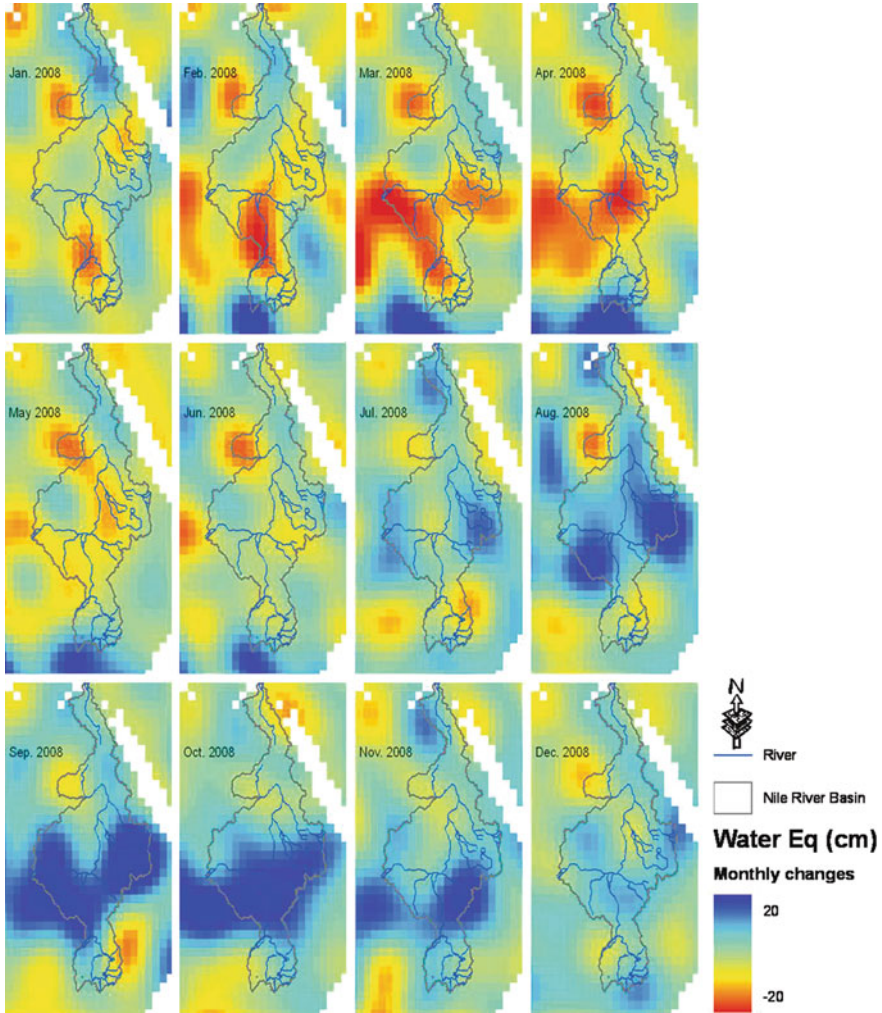 Jan. 2008
Feb. 2008
Mar. 2008
Apr. 2008
May 2008
Jun. 2008
Jul. 2008
Aug. 2008
Sep. 2008
Oct. 2008
Nov. 2008
Dec. 2008
N
River
Nile River Basin
Water Eq (cm)
Monthly changes
20
-20